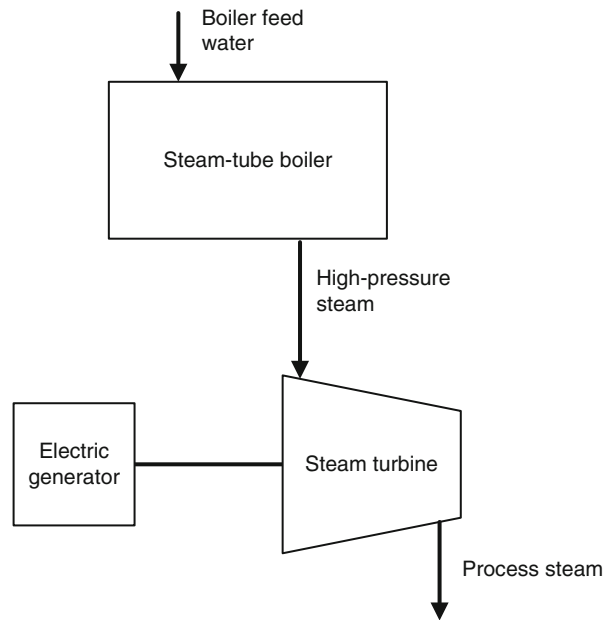 Boiler feed
water
Steam-tube boiler
High-pressure
steam
Electric
generator
Steam turbine
Process steam